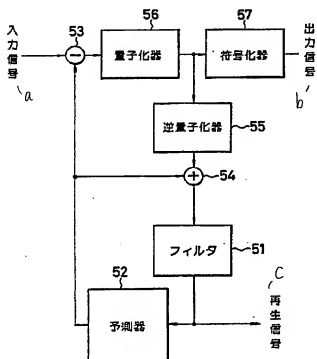 56
57
53
入力信号
a
量子化器
符号化器
出力信号
b
逆量子化器
55
54
フィルタ
51
52
c
予測器
再生信号